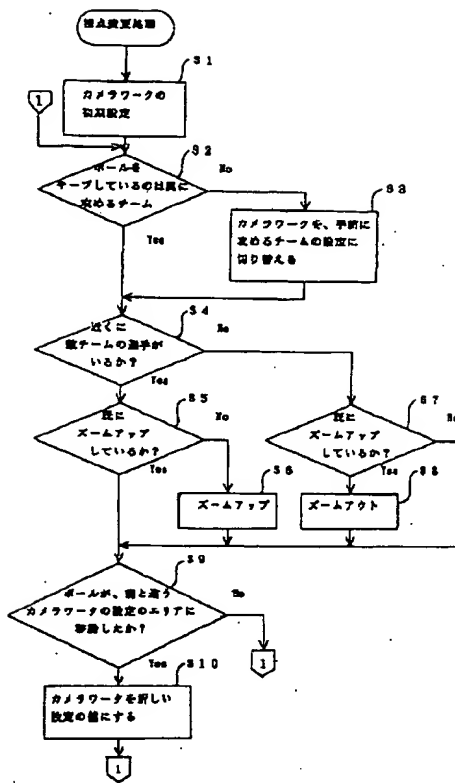 視点変更処理
S1
カメラワークの
初期設定
1
S2
ボールを
キープしているのは奥に
攻めるチーム
No
Yes
S3
カメラワークを、手前に
攻めるチームの設定に
切り替える
S4
近くに
敵チームの選手が
いるか?
No
Yes
S5
既に
ズームアップ
しているか?
No
Yes
S6
ズームアップ
S7
既に
ズームアップ
しているか?
No
Yes
S8
ズームアウト
S9
ボールが、前と違う
カメラワークの設定のエリアに
移動したか?
No
1
Yes
S10
カメラワークを新しい
設定の値にする
1